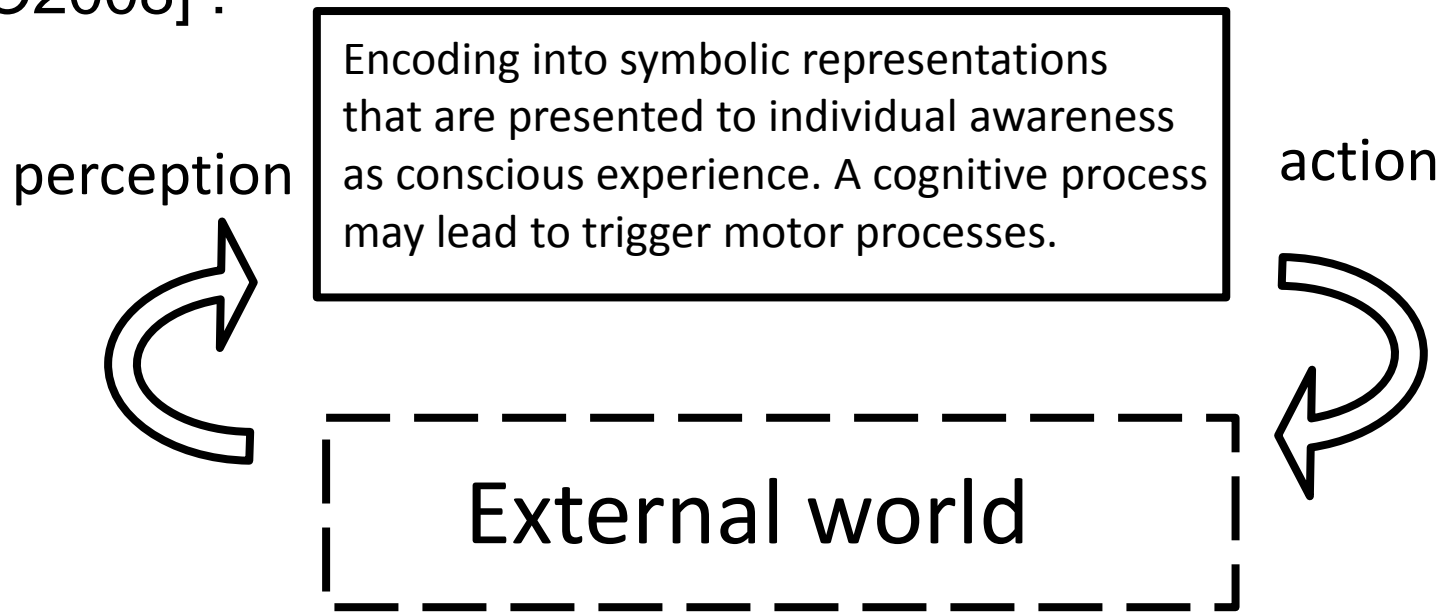 2008] .
Encoding into symbolic representations
that are presented to individual awareness
perception
as conscious experience. A cognitive process
action
may lead to trigger motor processes.
External world